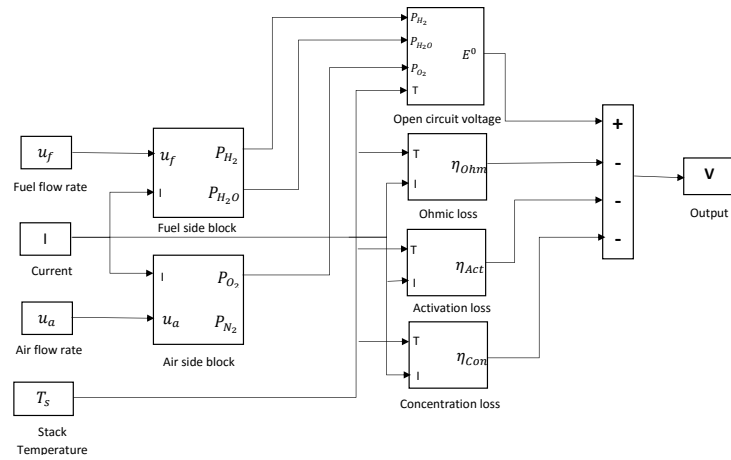 P_{H_2}
P_{H_2O}
P_{O_2}
T
E^0
Open circuit voltage
u_f
Fuel flow rate
u_f
I
P_{H_2}
P_{H_2O}
Fuel side block
T
I
η_{Ohm}
Ohmic loss
+
-
-
-
V
Output
I
Current
I
u_a
P_{O_2}
P_{N_2}
Air side block
T
I
η_{Act}
Activation loss
u_a
Air flow rate
T
I
η_{Con}
Concentration loss
T_s
Stack
Temperature